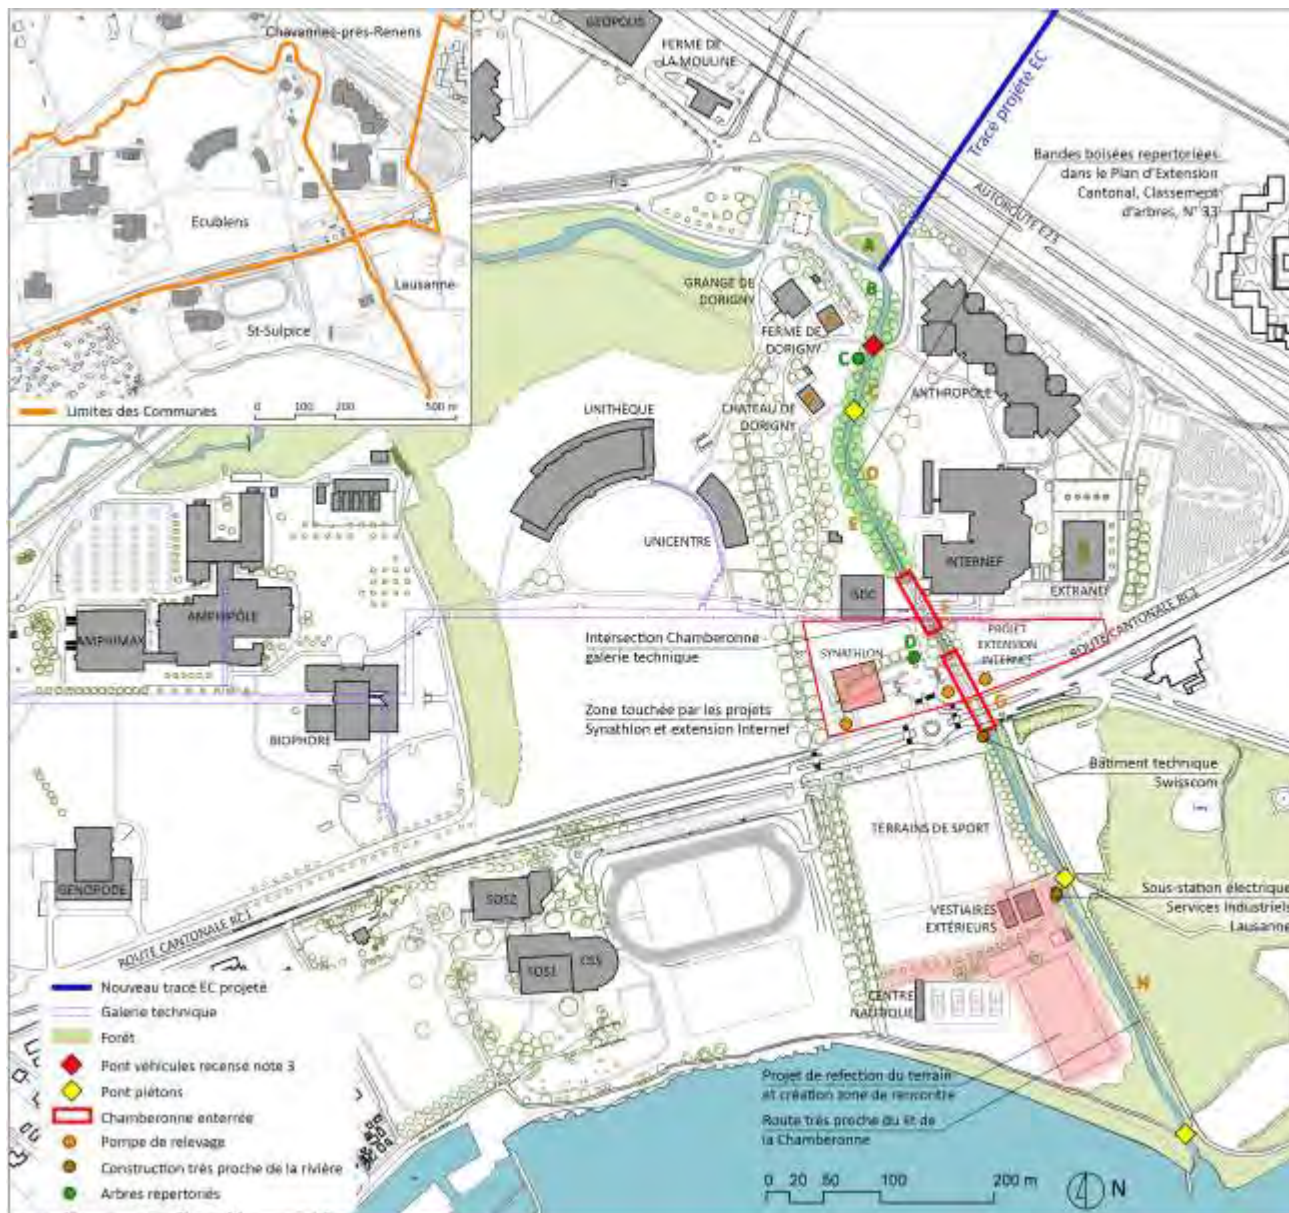 Chavannes-près-Renens
Ecublens
Lausanne
St-Sulpice
Limites des Communes
0 100 200 500 m
GEOPOLIS
FERME DE
LA MOULINE
Tracé projeté EC
AUTOROUTE E23
Bandes boisées repertoriées
dans le Plan d'Extension
Cantonal, Classement
d'arbres, N° 33
A
B
C
C
D
E
F
D
G
H
GRANGE DE
DORIGNY
FERME DE
DORIGNY
CHATEAU DE
DORIGNY
ANTHROPOLE
UNITHEQUE
UNICENTRE
INTERNEF
EXTRANEF
ISDC
AMPHIPÔLE
AMPHIMAX
BIOPHORE
GENOPODE
Intersection Chamberonne
galerie technique
SYNATHLON
PROJET
EXTENSION
INTERNEF
ROUTE CANTONALE RC1
Zone touchée par les projets
Synathlon et extension Internef
Bâtiment technique
Swisscom
TERRAINS DE SPORT
Sous-station électrique
Services Industriels
Lausanne
VESTIAIRES
EXTÉRIEURS
SOS2
SOS1
CSS
CENTRE
NAUTIQUE
ROUTE CANTONALE RC1
Projet de refection du terrain
et création zone de rencontre
Route très proche du lit de
la Chamberonne
0 20 50 100 200 m
N
Nouveau tracé EC projeté
Galerie technique
Forêt
Pont véhicules recensé note 3
Pont piétons
Chamberonne enterrée
Pompe de relevage
Construction très proche de la rivière
Arbres repertoriés